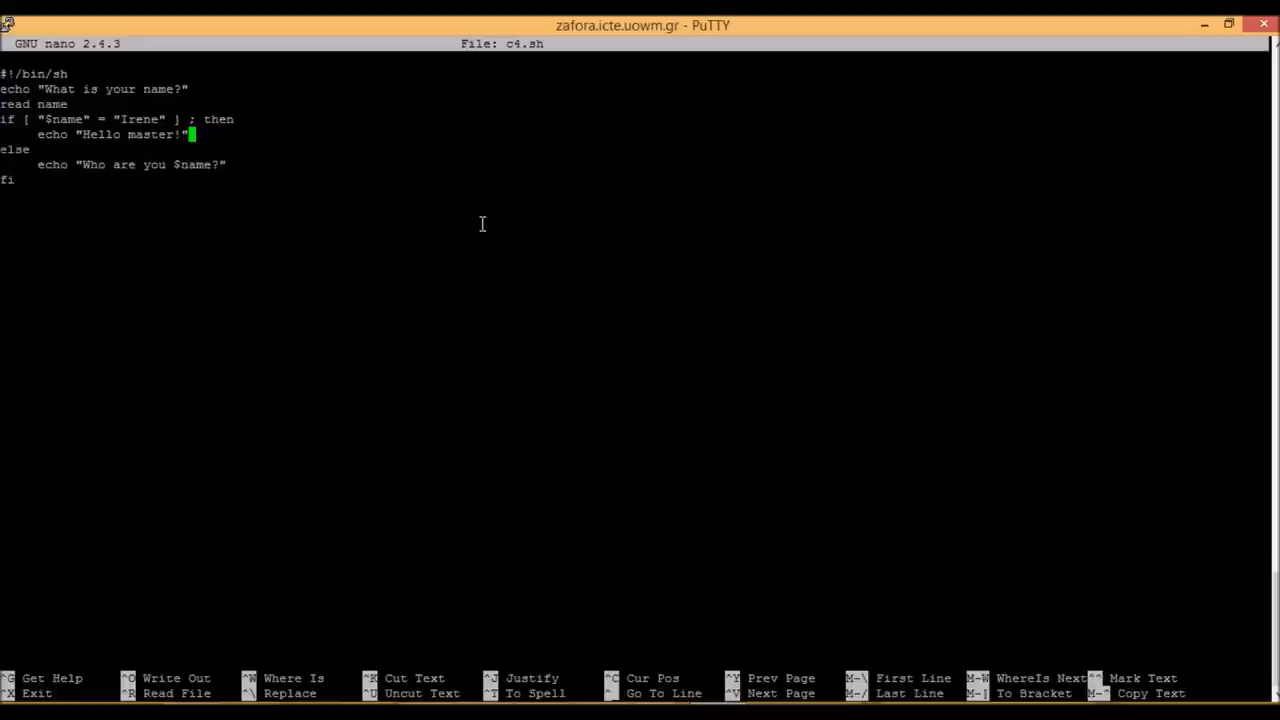 zafora.icte.uowm.gr - PuTTY
GNU nano 2.4.3 File: c4.sh
#!/bin/sh
echo "What is your name?"
read name
if [ "$name" = "Irene" ] ; then
echo "Hello master!"
else
echo "Who are you $name?"
fi
^G Get Help ^O Write Out ^W Where Is ^K Cut Text ^J Justify ^C Cur Pos ^Y Prev Page M-\ First Line M-W WhereIs Next ^^ Mark Text
^X Exit ^R Read File ^\ Replace ^U Uncut Text ^T To Spell ^_ Go To Line ^V Next Page M-/ Last Line M-] To Bracket M-^ Copy Text